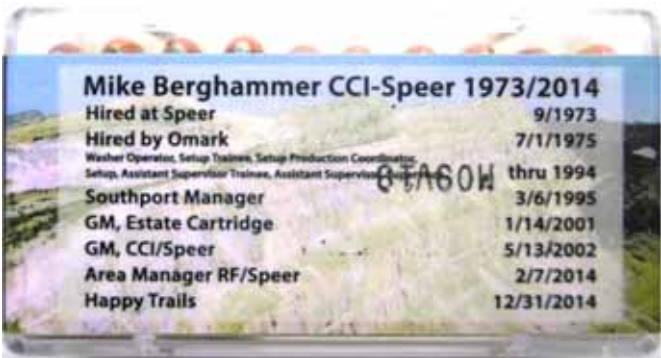 Mike Berghammer CCI-Speer 1973/2014
Hired at Speer 9/1973
Hired by Omark 7/1/1975
Washer Operator, Setup Trainee, Setup Production Coordinator,
Setup, Assistant Supervisor Trainee, Assistant Supervisor thru 1994
Southport Manager 3/6/1995
GM, Estate Cartridge 1/14/2001
GM, CCI/Speer 5/13/2002
Area Manager RF/Speer 2/7/2014
Happy Trails 12/31/2014